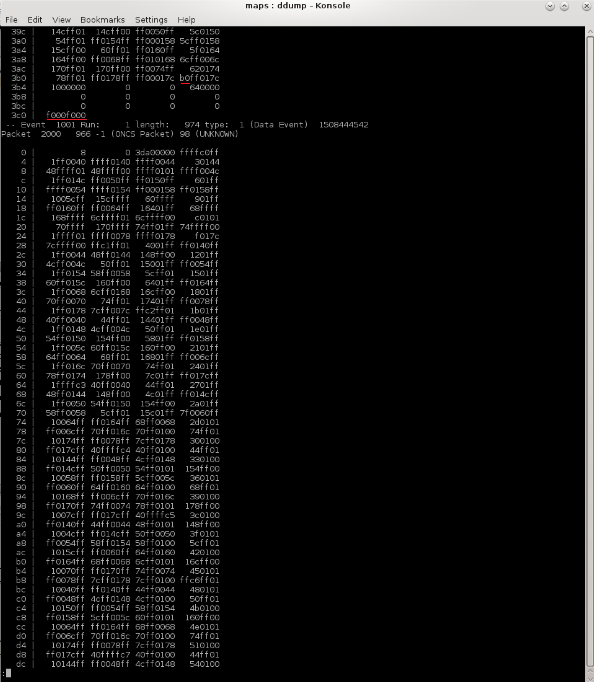 maps : ddump - Konsole
File Edit View Bookmarks Settings Help
39c | 14cff01 14cff00 ff0050ff 5c0150
3a0 | 54ff01 ff0154ff ff000158 5cff0158
3a4 | 15cff00 60ff01 ff0160ff 5f0164
3a8 | 164ff00 ff0068ff ff010168 6cff006c
3ac | 170ff01 170ff00 ff0074ff 620174
3b0 | 78ff01 ff0178ff ff00017c b0ff017c
3b4 | 1000000 0 0 640000
3b8 | 0 0 0 0
3bc | 0 0 0 0
3c0 | f000f000
-- Event 1001 Run: 1 length: 974 type: 1 (Data Event) 1508444542
Packet 2000 966 -1 (ONCS Packet) 98 (UNKNOWN)
0 | 8 0 3da00000 ffffc0ff
4 | 1ff0040 ffff0140 ffff0044 30144
8 | 48ffff01 48ffff00 ffff0101 ffff004c
c | 1ff014c ff0050ff ff0150ff 601ff
10 | ffff0054 ffff0154 ff000158 ff0158ff
14 | 1005cff 15cffff 60ffff 901ff
18 | ff0160ff ff0064ff 16401ff 68ffff
1c | 168ffff 6cffff01 6cffff00 c0101
20 | 70ffff 170ffff 74ff01ff 74ffff00
24 | 1ffff01 ffff0078 ffff0178 f017c
28 | 7cffff00 ffc1ff01 4001ff ff0140ff
2c | 1ff0044 48ff0144 148ff00 1201ff
30 | 4cff004c 50ff01 15001ff ff0054ff
34 | 1ff0154 58ff0058 5cff01 1501ff
38 | 60ff015c 160ff00 6401ff ff0164ff
3c | 1ff0068 6cff0168 16cff00 1801ff
40 | 70ff0070 74ff01 17401ff ff0078ff
44 | 1ff0178 7cff007c ffc2ff01 1b01ff
48 | 40ff0040 44ff01 14401ff ff0048ff
4c | 1ff0148 4cff004c 50ff01 1e01ff
50 | 54ff0150 154ff00 5801ff ff0158ff
54 | 1ff005c 60ff015c 160ff00 2101ff
58 | 64ff0064 68ff01 16801ff ff006cff
5c | 1ff016c 70ff0070 74ff01 2401ff
60 | 78ff0174 178ff00 7c01ff ff017cff
64 | 1ffffc3 40ff0040 44ff01 2701ff
68 | 48ff0144 148ff00 4c01ff ff014cff
6c | 1ff0050 54ff0150 154ff00 2a01ff
70 | 58ff0058 5cff01 15c01ff 7f0060ff
74 | 10064ff ff0164ff 68ff0068 2d0101
78 | ff006cff 70ff016c 70ff0100 74ff01
7c | 10174ff ff0078ff 7cff0178 300100
80 | ff017cff 40ffffc4 40ff0100 44ff01
84 | 10144ff ff0048ff 4cff0148 330100
88 | ff014cff 50ff0050 54ff0101 154ff00
8c | 10058ff ff0158ff 5cff005c 360101
90 | ff0060ff 64ff0160 64ff0100 68ff01
94 | 10168ff ff006cff 70ff016c 390100
98 | ff0170ff 74ff0074 78ff0101 178ff00
9c | 1007cff ff017cff 40ffffc5 3c0100
a0 | ff0140ff 44ff0044 48ff0101 148ff00
a4 | 1004cff ff014cff 50ff0050 3f0101
a8 | ff0054ff 58ff0154 58ff0100 5cff01
ac | 1015cff ff0060ff 64ff0160 420100
b0 | ff0164ff 68ff0068 6cff0101 16cff00
b4 | 10070ff ff0170ff 74ff0074 450101
b8 | ff0078ff 7cff0178 7cff0100 ffc6ff01
bc | 10040ff ff0140ff 44ff0044 480101
c0 | ff0048ff 4cff0148 4cff0100 50ff01
c4 | 10150ff ff0054ff 58ff0154 4b0100
c8 | ff0158ff 5cff005c 60ff0101 160ff00
cc | 10064ff ff0164ff 68ff0068 4e0101
d0 | ff006cff 70ff016c 70ff0100 74ff01
d4 | 10174ff ff0078ff 7cff0178 510100
d8 | ff017cff 40ffffc7 40ff0100 44ff01
dc | 10144ff ff0048ff 4cff0148 540100
: